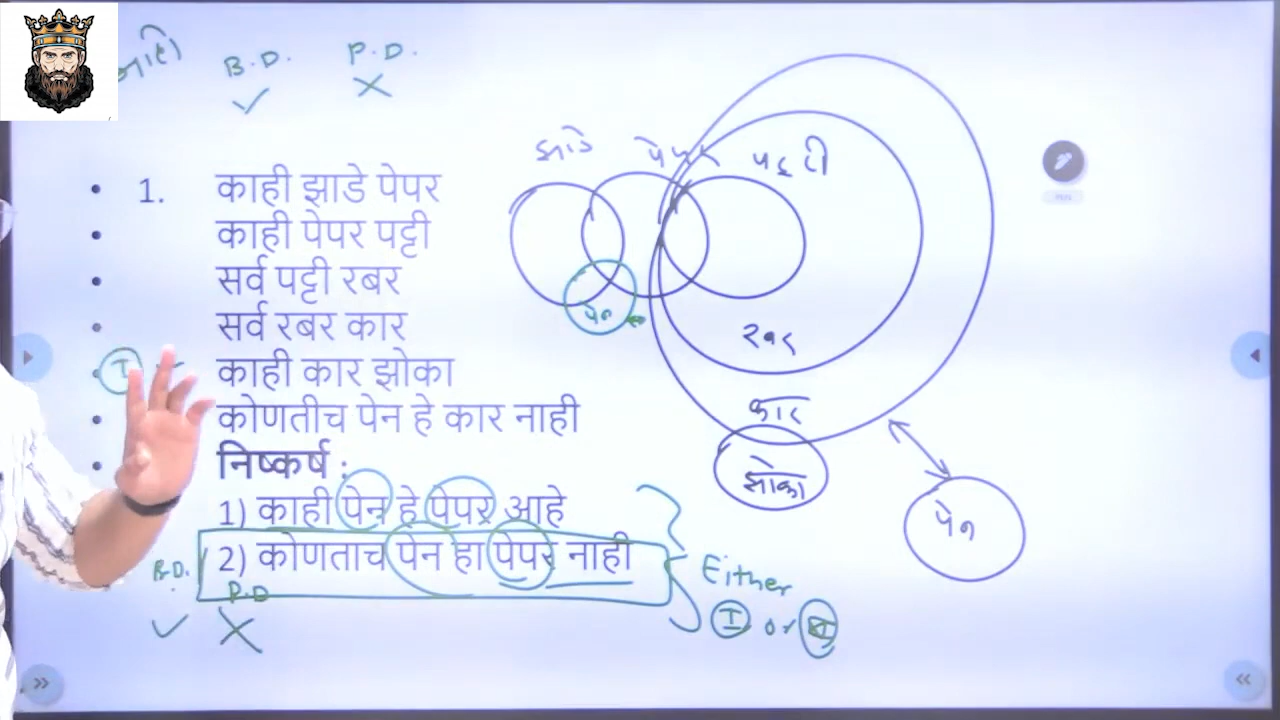 नाही
B.D. P.D.
✓ ✗
झाडे पेपर पट्टी
• 1. काही झाडे पेपर
• काही पेपर पट्टी
• सर्व पट्टी रबर
• सर्व रबर कार
• काही कार झोका
• कोणतीच पेन हे कार नाही
• निष्कर्ष :
1) काही पेन हे पेपर आहे
2) कोणताच पेन हा पेपर नाही
पेन
रबर
कार
झोका
पेन
I
B.D. P.D
✓ ✗
Either
I or II